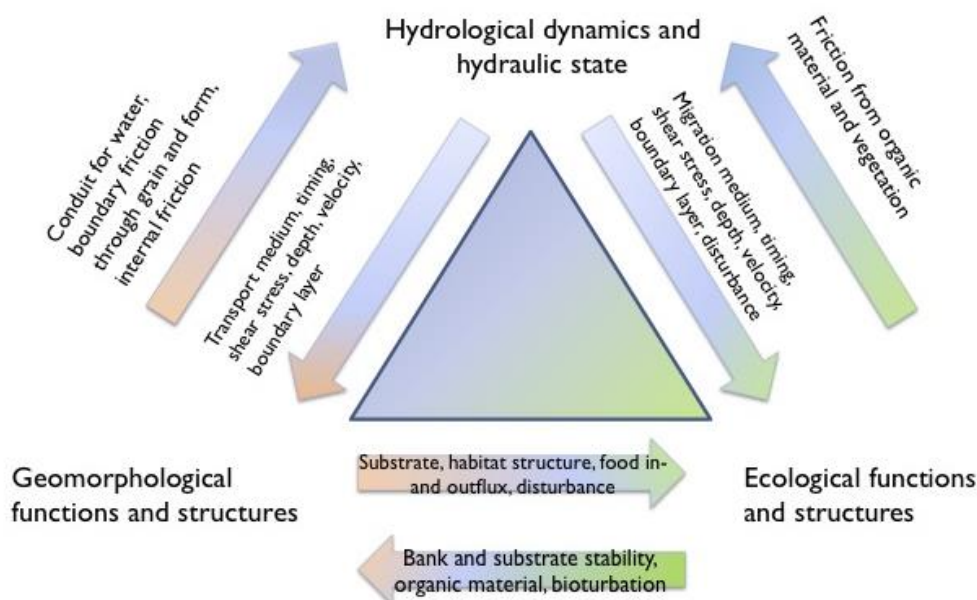 Hydrological dynamics and
hydraulic state
Conduit for water,
boundary friction
through grain and form,
internal friction
Transport medium, timing,
shear stress, depth, velocity,
boundary layer
Migration medium, timing,
shear stress, depth, velocity,
boundary layer, disturbance
Friction from organic
material and vegetation
Geomorphological
functions and structures
Substrate, habitat structure, food in-
and outflux, disturbance
Ecological functions
and structures
Bank and substrate stability,
organic material, bioturbation